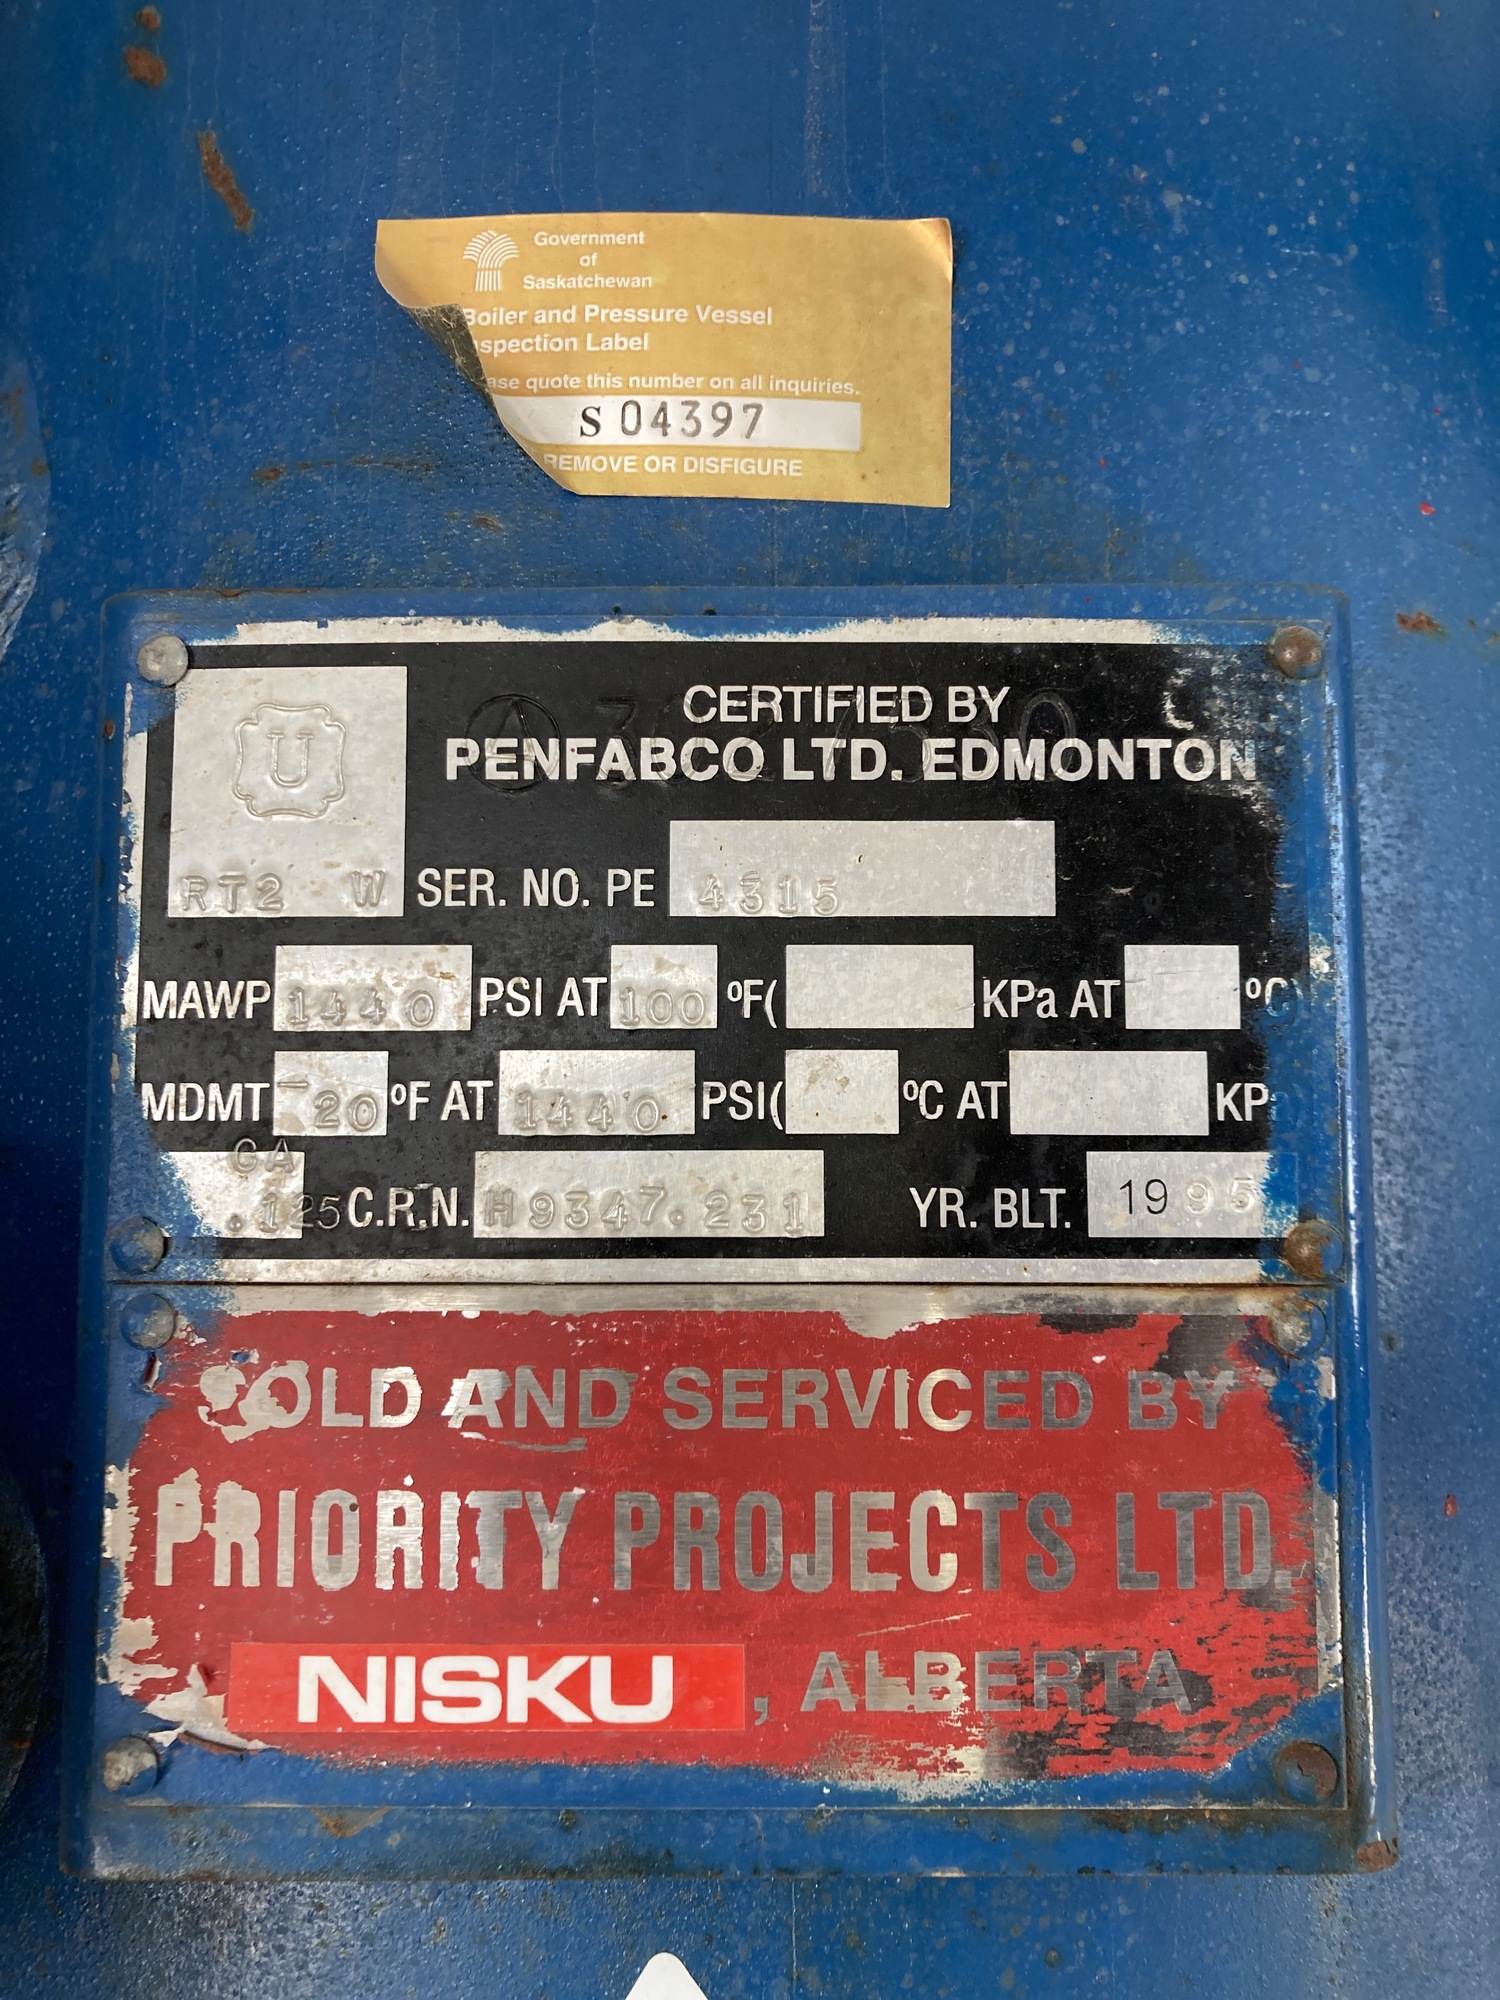 Government
of
Saskatchewan
Boiler and Pressure Vessel
spection Label
ase quote this number on all inquiries.
S 04397
REMOVE OR DISFIGURE
U
RT2 W
A
CERTIFIED BY
PENFABCO LTD. EDMONTON
SER. NO. PE 4315
MAWP 1440 PSI AT 100 ºF( KPa AT ºC)
MDMT -20 ºF AT 1440 PSI( ºC AT KP
CA
.125 C.R.N. H9347.231 YR. BLT. 1995
SOLD AND SERVICED BY
PRIORITY PROJECTS LTD.
NISKU, ALBERTA